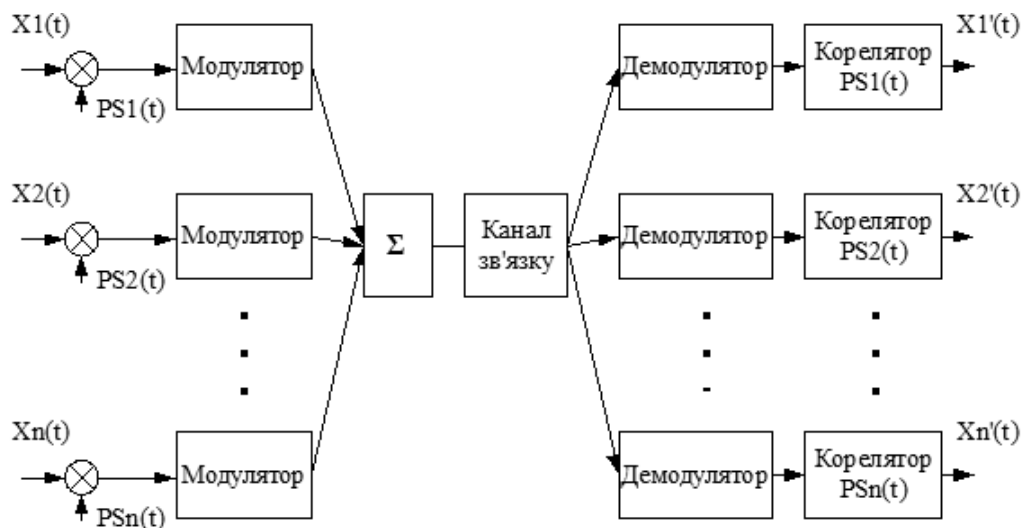 X1(t)
PS1(t)
Модулятор
Демодулятор
Корелятор
PS1(t)
X1'(t)
X2(t)
PS2(t)
Модулятор
Σ
Канал
зв'язку
Демодулятор
Корелятор
PS2(t)
X2'(t)
Xn(t)
PSn(t)
Модулятор
Демодулятор
Корелятор
PSn(t)
Xn'(t)